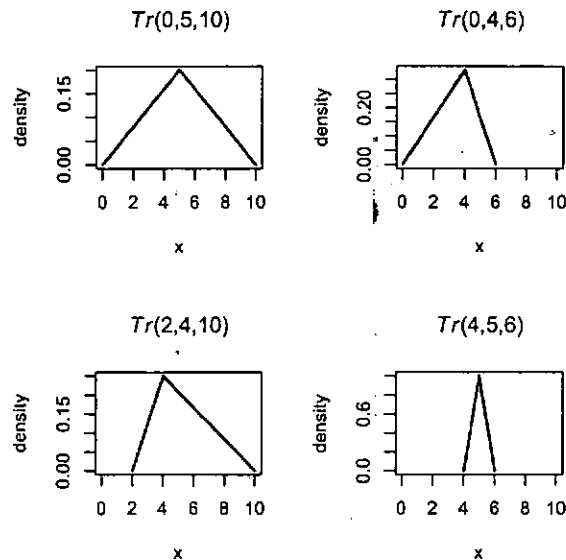 Tr(0,5,10)
density
0.00 0.15
0 2 4 6 8 10
x
Tr(0,4,6)
density
0.00 0.20
0 2 4 6 8 10
x
Tr(2,4,10)
density
0.00 0.15
0 2 4 6 8 10
x
Tr(4,5,6)
density
0.0 0.6
0 2 4 6 8 10
x